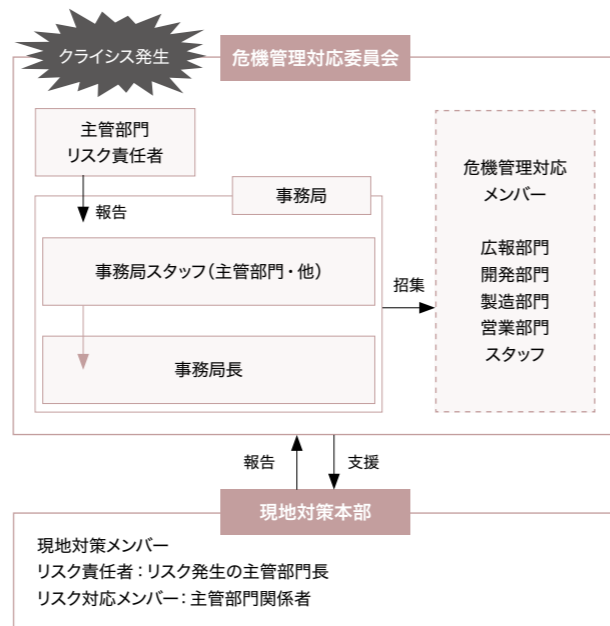 クライシス発生
危機管理対応委員会
主管部門
リスク責任者
報告
事務局
事務局スタッフ（主管部門・他）
事務局長
招集
危機管理対応
メンバー
広報部門
開発部門
製造部門
営業部門
スタッフ
報告
支援
現地対策本部
現地対策メンバー
リスク責任者：リスク発生の主管部門長
リスク対応メンバー：主管部門関係者